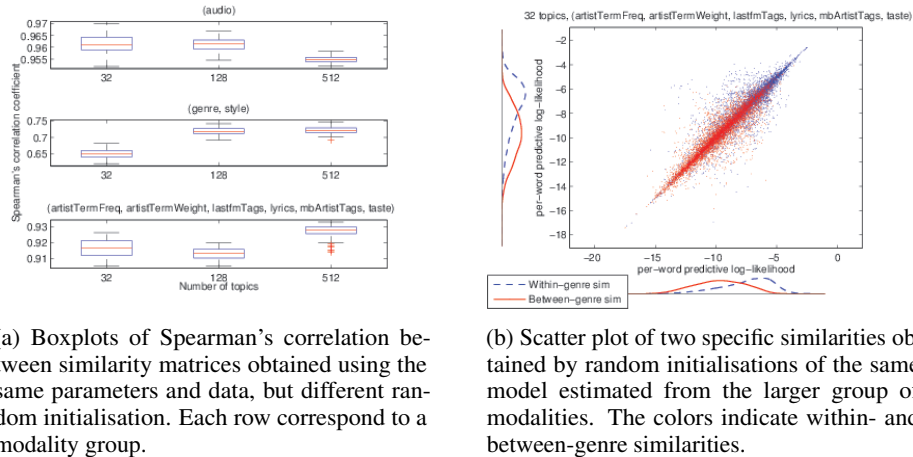 (audio)
0.97
0.965
0.96
0.955
32 128 512
(genre, style)
0.75
0.7
0.65
32 128 512
(artistTermFreq, artistTermWeight, lastfmTags, lyrics, mbArtistTags, taste)
0.93
0.92
0.91
32 128 512
Number of topics
Spearman's correlation coefficient
32 topics, (artistTermFreq, artistTermWeight, lastfmTags, lyrics, mbArtistTags, taste)
−2
−4
−6
−8
−10
−12
−14
−16
−18
per−word predictive log−likelihood
−20 −15 −10 −5 0
per−word predictive log−likelihood
Within−genre sim
Between−genre sim
(a) Boxplots of Spearman's correlation be-
tween similarity matrices obtained using the
same parameters and data, but different ran-
dom initialisation. Each row correspond to a
modality group.
(b) Scatter plot of two specific similarities ob-
tained by random initialisations of the same
model estimated from the larger group of
modalities. The colors indicate within- and
between-genre similarities.